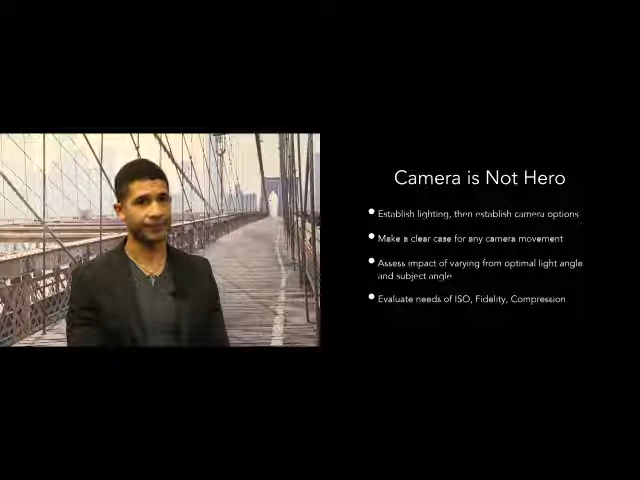 Camera is Not Hero
Establish lighting, then establish camera options
Make a clear case for any camera movement
Assess impact of varying from optimal light angle
and subject angle
Evaluate needs of ISO, Fidelity, Compression